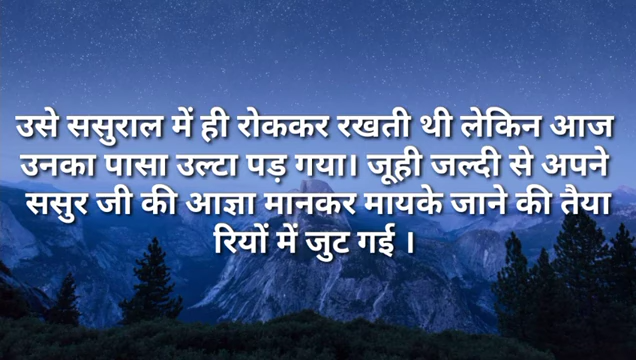 उसे ससुराल में ही रोककर रखती थी लेकिन आज
उनका पासा उल्टा पड़ गया। जूही जल्दी से अपने
ससुर जी की आज्ञा मानकर मायके जाने की तैया
रियों में जुट गई ।